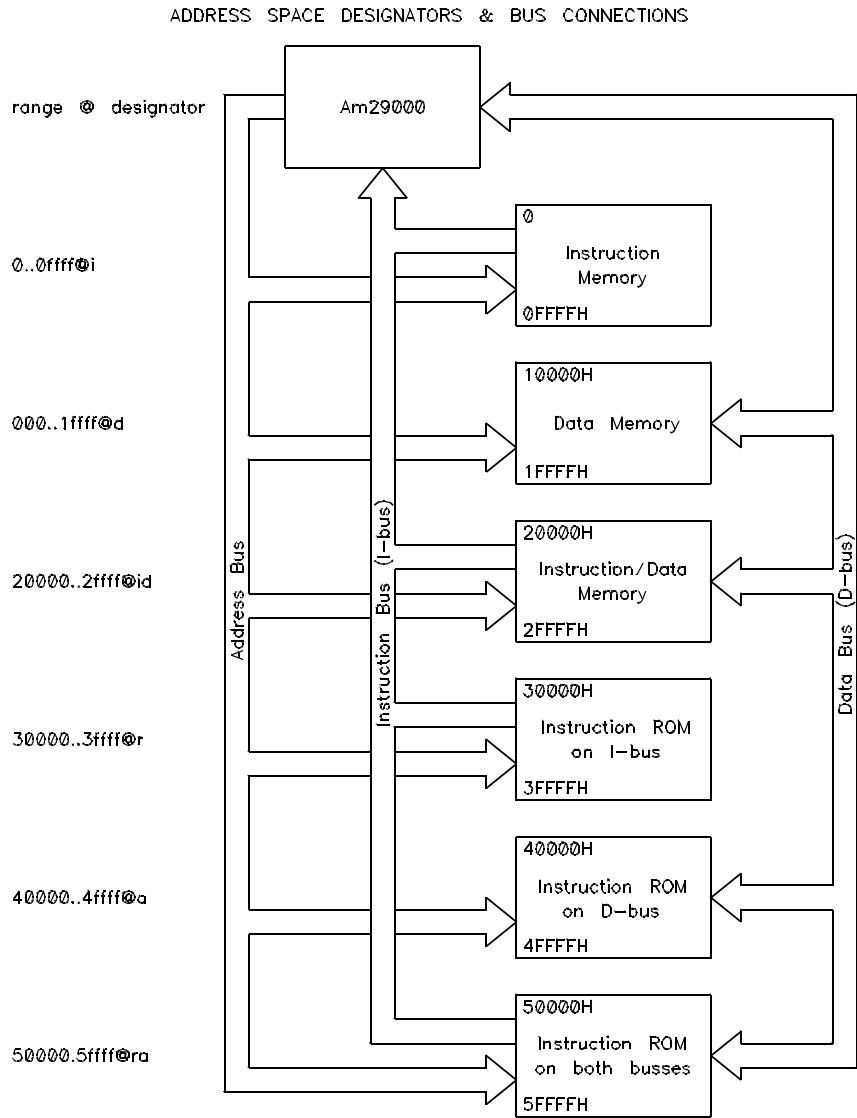 ADDRESS SPACE DESIGNATORS & BUS CONNECTIONS
range @ designator
Am29000
0..0ffff@i
0
Instruction
Memory
0FFFFH
000..1ffff@d
10000H
Data Memory
1FFFFH
20000..2ffff@id
20000H
Instruction/Data
Memory
2FFFFH
Address Bus
Instruction Bus (I-bus)
Data Bus (D-bus)
30000..3ffff@r
30000H
Instruction ROM
on I-bus
3FFFFH
40000..4ffff@a
40000H
Instruction ROM
on D-bus
4FFFFH
50000.5ffff@ra
50000H
Instruction ROM
on both busses
5FFFFH